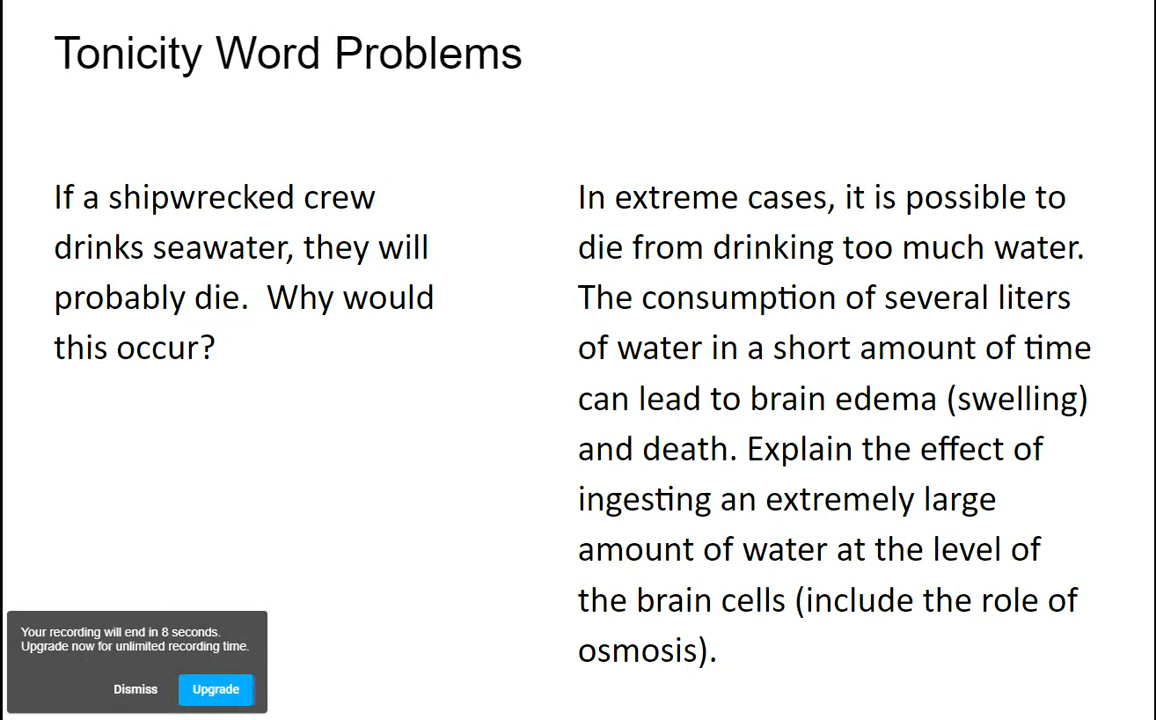 Tonicity Word Problems
If a shipwrecked crew
drinks seawater, they will
probably die.  Why would
this occur?
In extreme cases, it is possible to
die from drinking too much water.
The consumption of several liters
of water in a short amount of time
can lead to brain edema (swelling)
and death. Explain the effect of
ingesting an extremely large
amount of water at the level of
the brain cells (include the role of
osmosis).
Your recording will end in 8 seconds.
Upgrade now for unlimited recording time.
Dismiss
Upgrade